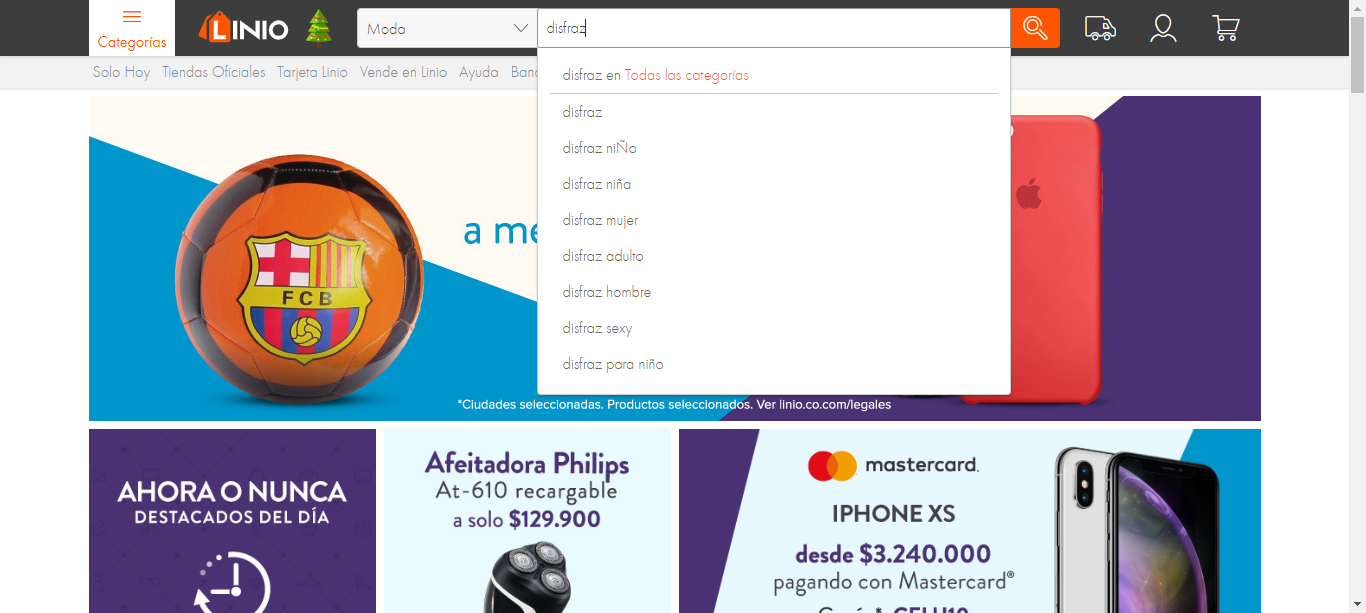 Categorías
LINIO
Moda
disfraz
Solo Hoy Tiendas Oficiales Tarjeta Linio Vende en Linio Ayuda
disfraz en Todas las categorías
disfraz
disfraz niÑo
disfraz niña
disfraz mujer
disfraz adulto
disfraz hombre
disfraz sexy
disfraz para niño
a
FCB
*Ciudades seleccionadas. Productos seleccionados. Ver linio.co.com/legales
AHORA O NUNCA
DESTACADOS DEL DÍA
Afeitadora Philips
At-610 recargable
a solo $129.900
mastercard.
IPHONE XS
desde $3.240.000
pagando con Mastercard®